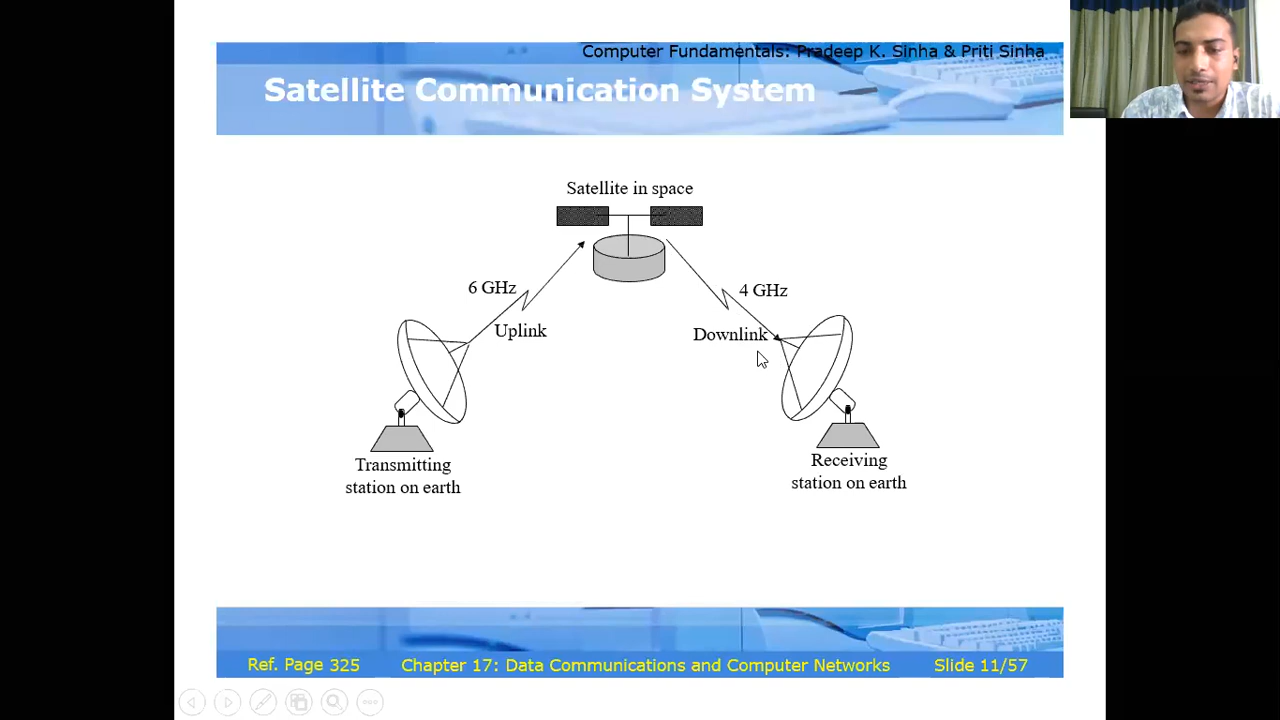 Computer Fundamentals: Pradeep K. Sinha & Priti Sinha
Satellite Communication System
Satellite in space
6 GHz
4 GHz
Uplink
Downlink
Transmitting
station on earth
Receiving
station on earth
Ref. Page 325
Chapter 17: Data Communications and Computer Networks
Slide 11/57